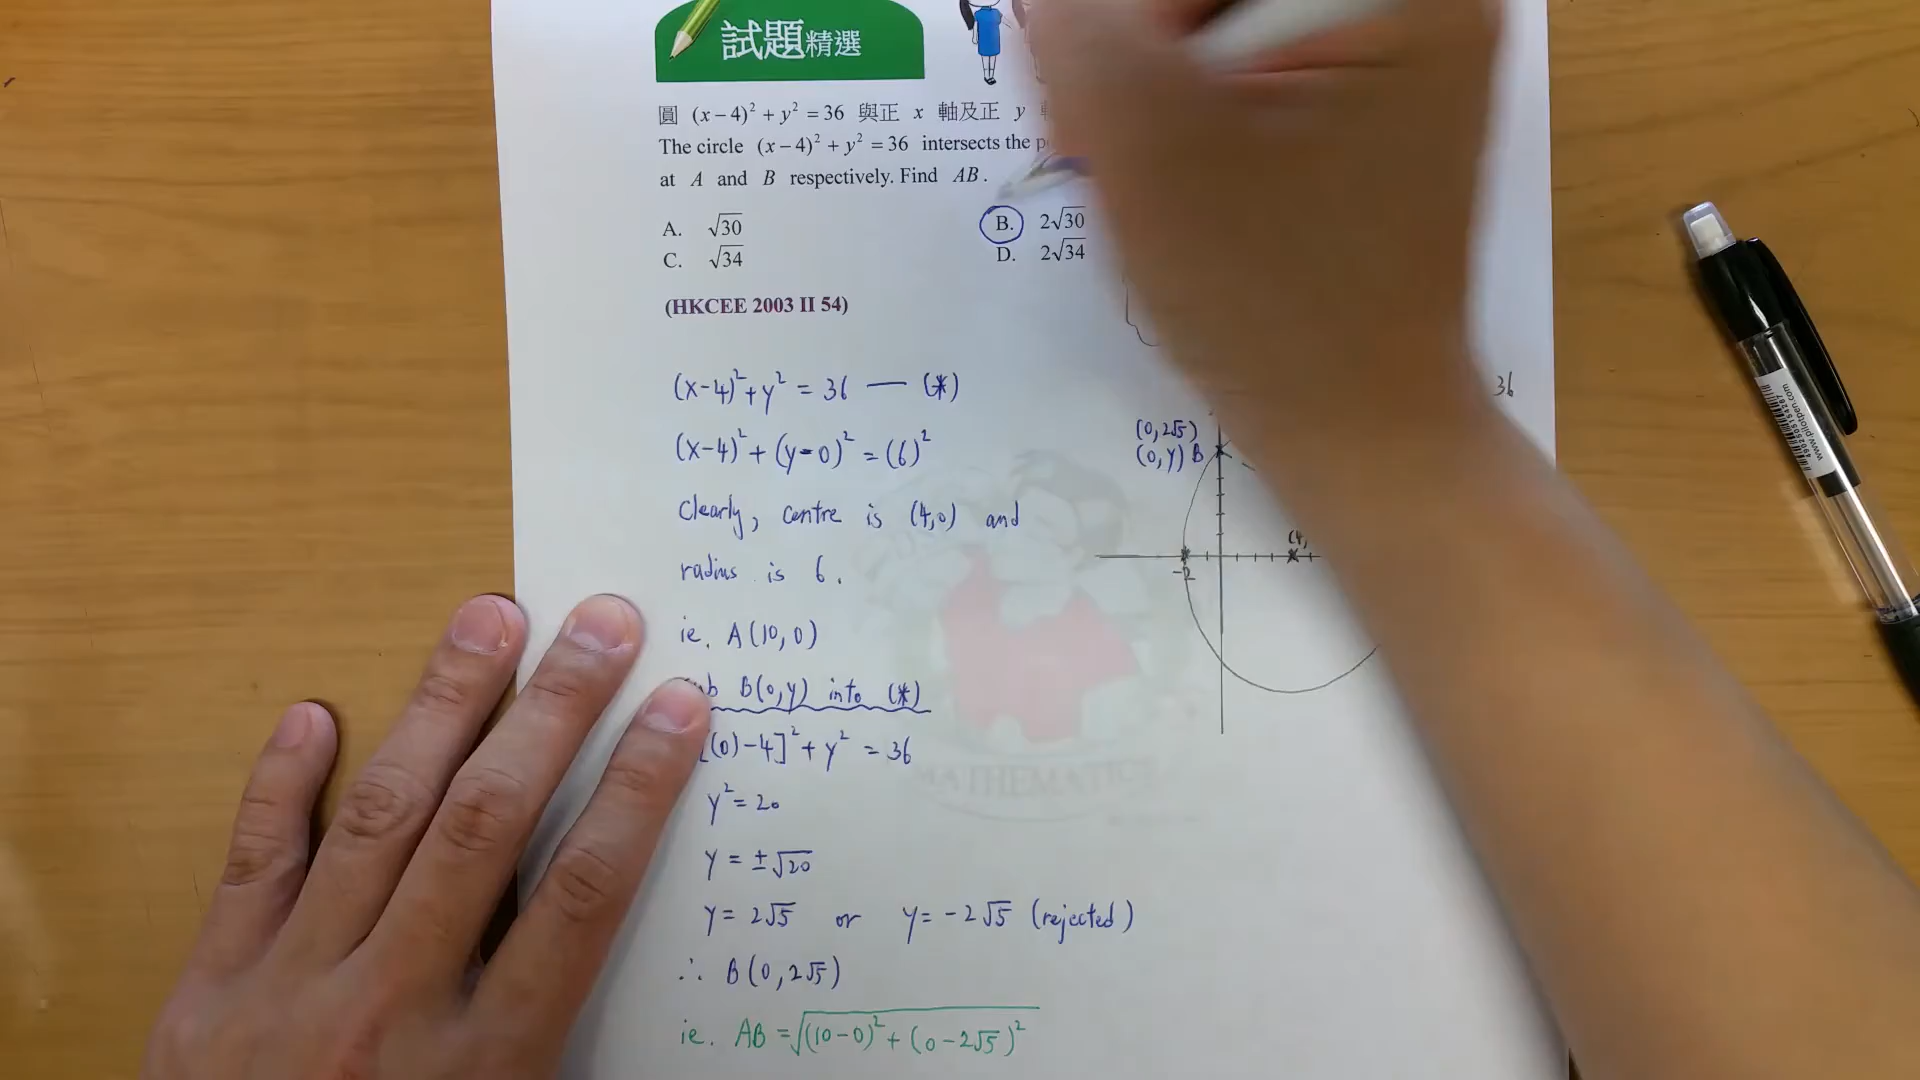 試題精選
圓 (x−4)² + y² = 36 與正 x 軸及正 y
The circle (x−4)² + y² = 36 intersects the
at A and B respectively. Find AB.
A. √30
B. 2√30
C. √34
D. 2√34
(HKCEE 2003 II 54)
(x-4)²+y² = 36 — (*)
(x-4)²+(y-0)² = (6)²
Clearly, centre is (4,0) and
radius is 6.
ie. A(10,0)
B(0,y) into (*)
[(0)-4]²+y² = 36
y² = 20
y = ±√20
y = 2√5 or y = -2√5 (rejected)
∴ B(0,2√5)
ie. AB = √(10-0)²+(0-2√5)²
36
(0,2√5)
(0,y) B
(4,
-2
MATHEMATICS
www.pilotpen.com